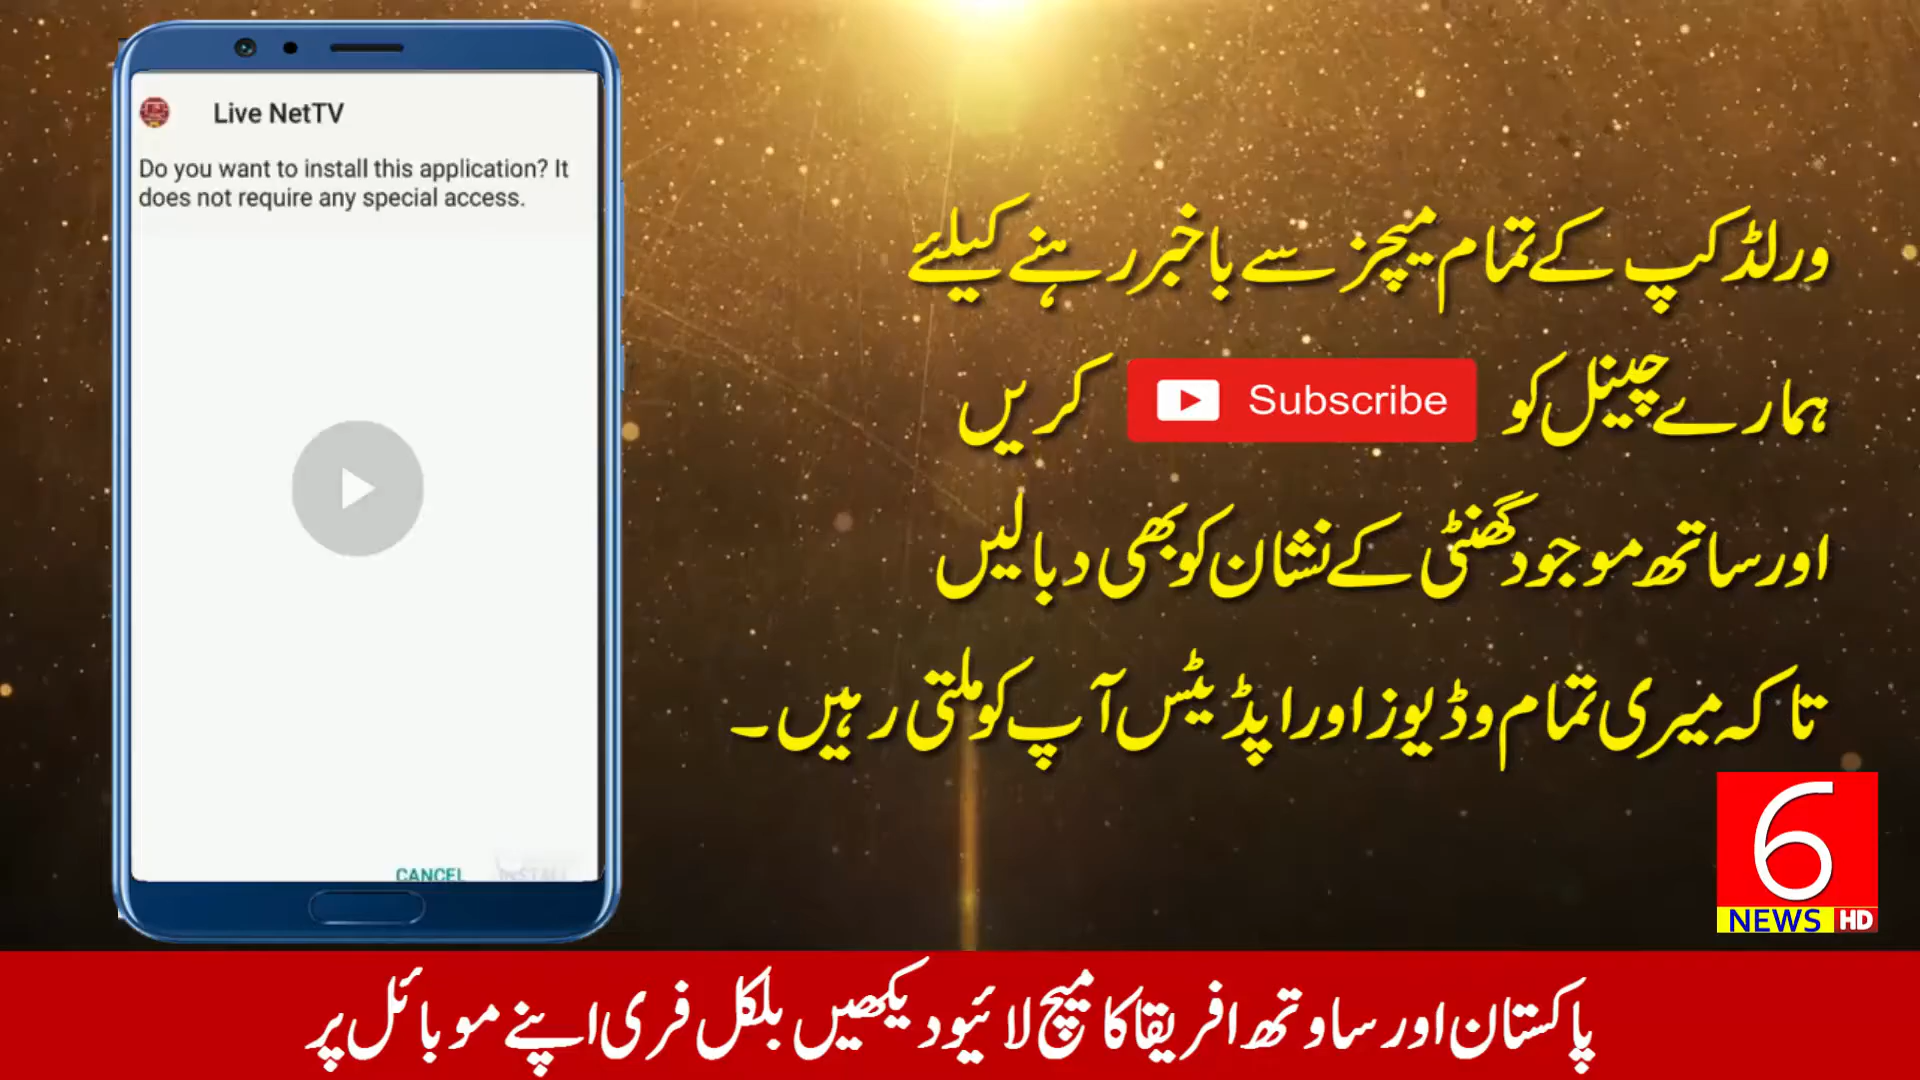 Live NetTV
Do you want to install this application? It
does not require any special access.
CANCEL
INSTALL
ورلڈ کپ کے تمام میچز سے باخبر رہنے کیلئے
ہمارے چینل کو Subscribe کریں
اور ساتھ موجود گھنٹی کے نشان کو بھی دبا لیں
تاکہ میری تمام وڈیوز اور اپڈیٹس آپ کو ملتی رہیں۔
6
NEWS HD
پاکستان اور ساوتھ افریقا کا میچ لائیو دیکھیں بلکل فری اپنے موبائل پر